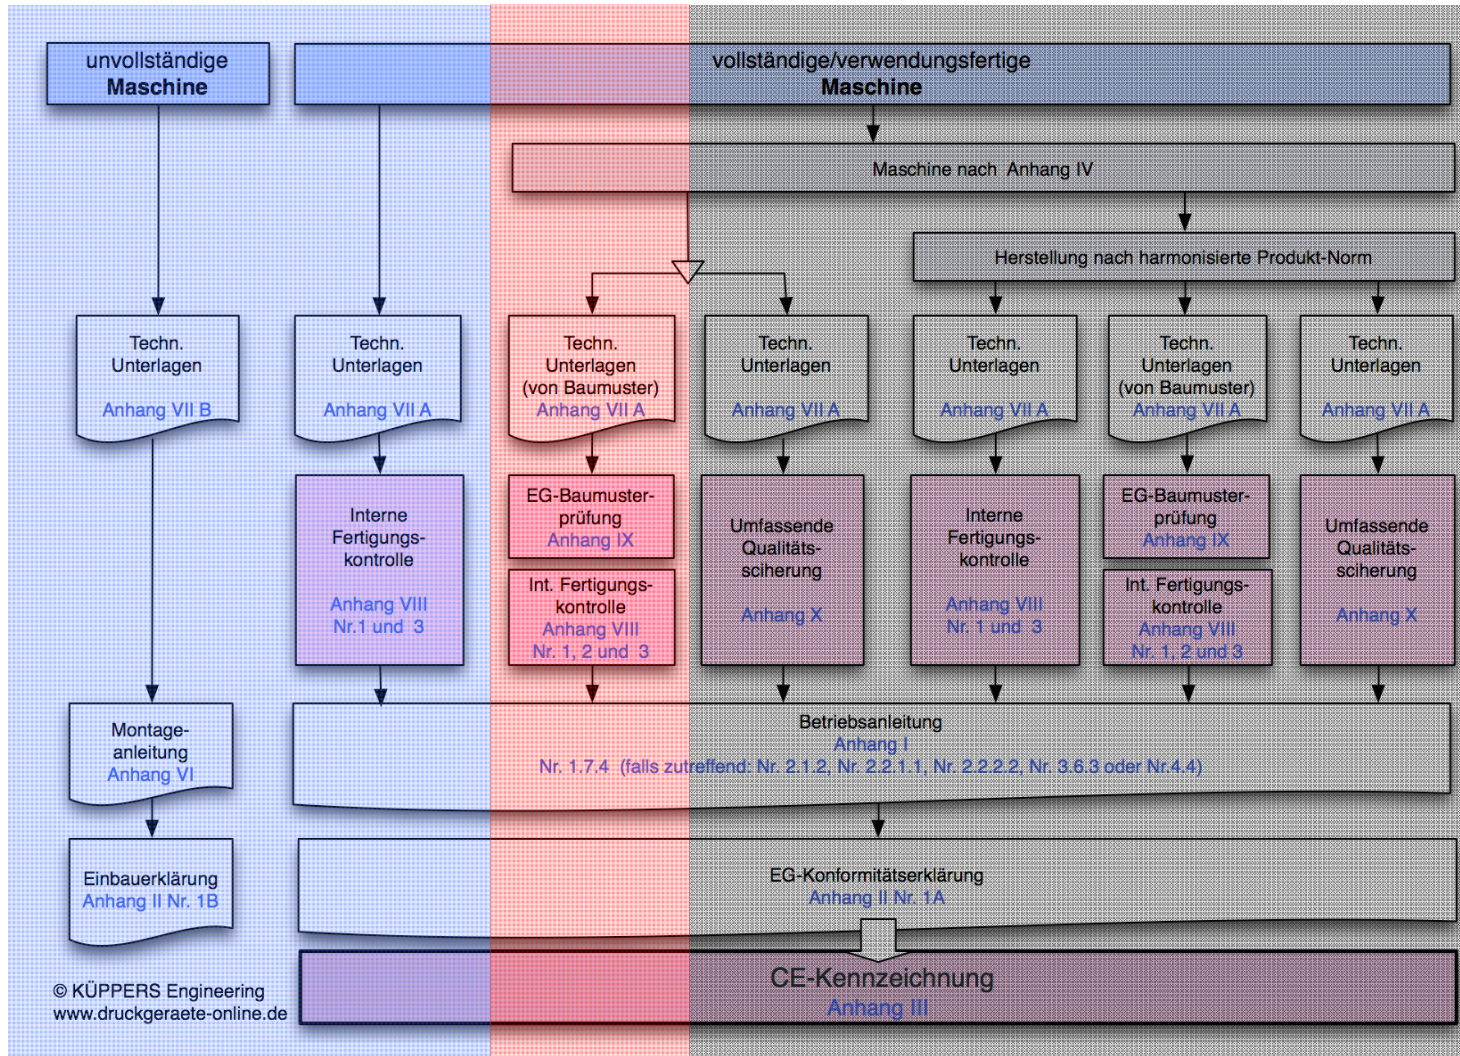 unvollständige
Maschine
vollständige/verwendungsfertige
Maschine
Maschine nach Anhang IV
Herstellung nach harmonisierte Produkt-Norm
Techn.
Unterlagen
Anhang VII B
Techn.
Unterlagen
Anhang VII A
Techn.
Unterlagen
(von Baumuster)
Anhang VII A
Techn.
Unterlagen
Anhang VII A
Techn.
Unterlagen
Anhang VII A
Techn.
Unterlagen
(von Baumuster)
Anhang VII A
Techn.
Unterlagen
Anhang VII A
Interne
Fertigungs-
kontrolle
Anhang VIII
Nr.1 und 3
EG-Baumuster-
prüfung
Anhang IX
Int. Fertigungs-
kontrolle
Anhang VIII
Nr. 1, 2 und 3
Umfassende
Qualitäts-
sciherung
Anhang X
Interne
Fertigungs-
kontrolle
Anhang VIII
Nr. 1 und 3
EG-Baumuster-
prüfung
Anhang IX
Int. Fertigungs-
kontrolle
Anhang VIII
Nr. 1, 2 und 3
Umfassende
Qualitäts-
sciherung
Anhang X
Montage-
anleitung
Anhang VI
Betriebsanleitung
Anhang I
Nr. 1.7.4 (falls zutreffend: Nr. 2.1.2, Nr. 2.2.1.1, Nr. 2.2.2.2, Nr. 3.6.3 oder Nr.4.4)
Einbauerklärung
Anhang II Nr. 1B
EG-Konformitätserklärung
Anhang II Nr. 1A
CE-Kennzeichnung
Anhang III
© KÜPPERS Engineering
www.druckgeraete-online.de